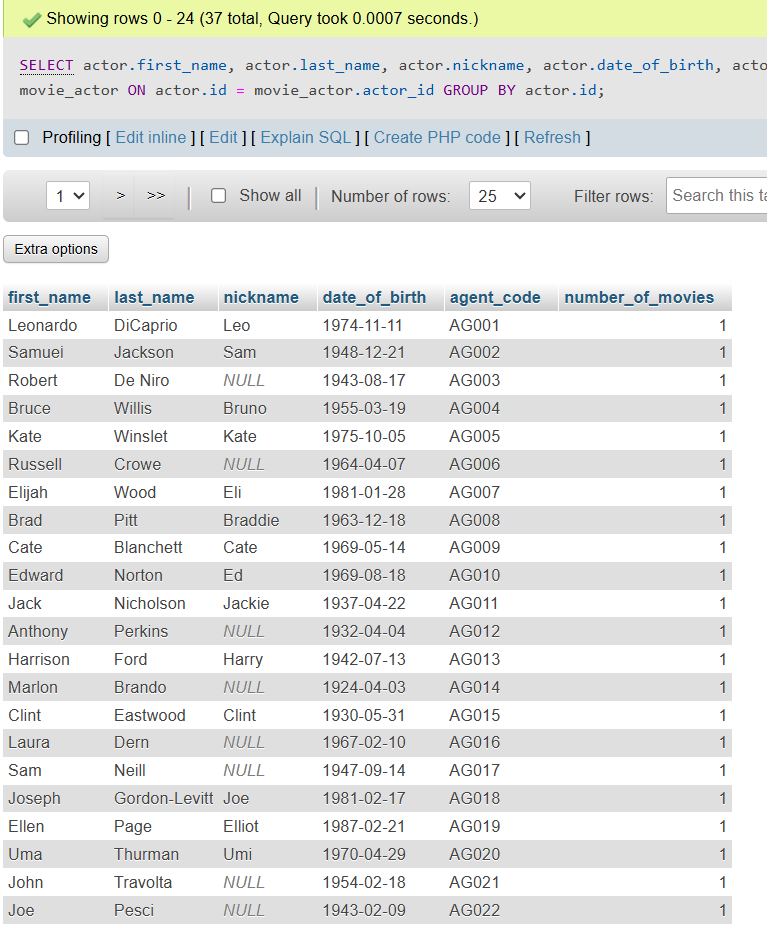 Showing rows 0 - 24 (37 total, Query took 0.0007 seconds.)
SELECT actor.first_name, actor.last_name, actor.nickname, actor.date_of_birth, acto
movie_actor ON actor.id = movie_actor.actor_id GROUP BY actor.id;
Profiling [ Edit inline ] [ Edit ] [ Explain SQL ] [ Create PHP code ] [ Refresh ]
1 > >> Show all Number of rows: 25 Filter rows: Search this ta
Extra options
first_name last_name nickname date_of_birth agent_code number_of_movies
Leonardo DiCaprio Leo 1974-11-11 AG001 1
Samuei Jackson Sam 1948-12-21 AG002 1
Robert De Niro NULL 1943-08-17 AG003 1
Bruce Willis Bruno 1955-03-19 AG004 1
Kate Winslet Kate 1975-10-05 AG005 1
Russell Crowe NULL 1964-04-07 AG006 1
Elijah Wood Eli 1981-01-28 AG007 1
Brad Pitt Braddie 1963-12-18 AG008 1
Cate Blanchett Cate 1969-05-14 AG009 1
Edward Norton Ed 1969-08-18 AG010 1
Jack Nicholson Jackie 1937-04-22 AG011 1
Anthony Perkins NULL 1932-04-04 AG012 1
Harrison Ford Harry 1942-07-13 AG013 1
Marlon Brando NULL 1924-04-03 AG014 1
Clint Eastwood Clint 1930-05-31 AG015 1
Laura Dern NULL 1967-02-10 AG016 1
Sam Neill NULL 1947-09-14 AG017 1
Joseph Gordon-Levitt Joe 1981-02-17 AG018 1
Ellen Page Elliot 1987-02-21 AG019 1
Uma Thurman Umi 1970-04-29 AG020 1
John Travolta NULL 1954-02-18 AG021 1
Joe Pesci NULL 1943-02-09 AG022 1